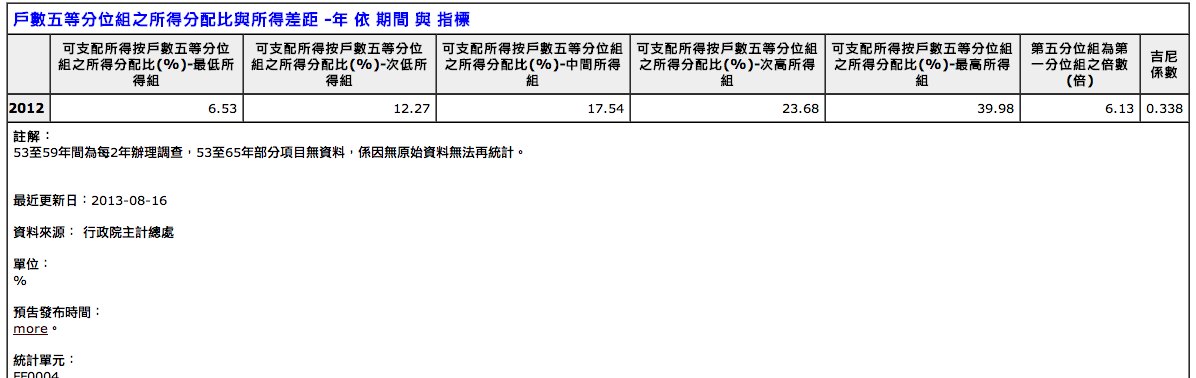 戶數五等分位組之所得分配比與所得差距 -年 依 期間 與 指標
可支配所得按戶數五等分位
組之所得分配比(%)-最低所
得組
可支配所得按戶數五等分位
組之所得分配比(%)-次低所
得組
可支配所得按戶數五等分位組
之所得分配比(%)-中間所得
組
可支配所得按戶數五等分位組
之所得分配比(%)-次高所得
組
可支配所得按戶數五等分位組
之所得分配比(%)-最高所得
組
第五分位組為第
一分位組之倍數
(倍)
吉尼
係數
2012 6.53 12.27 17.54 23.68 39.98 6.13 0.338
註解：
53至59年間為每2年辦理調查，53至65年部分項目無資料，係因無原始資料無法再統計。
最近更新日：2013-08-16
資料來源： 行政院主計總處
單位：
%
預告發布時間：
more。
統計單元：
FF0004